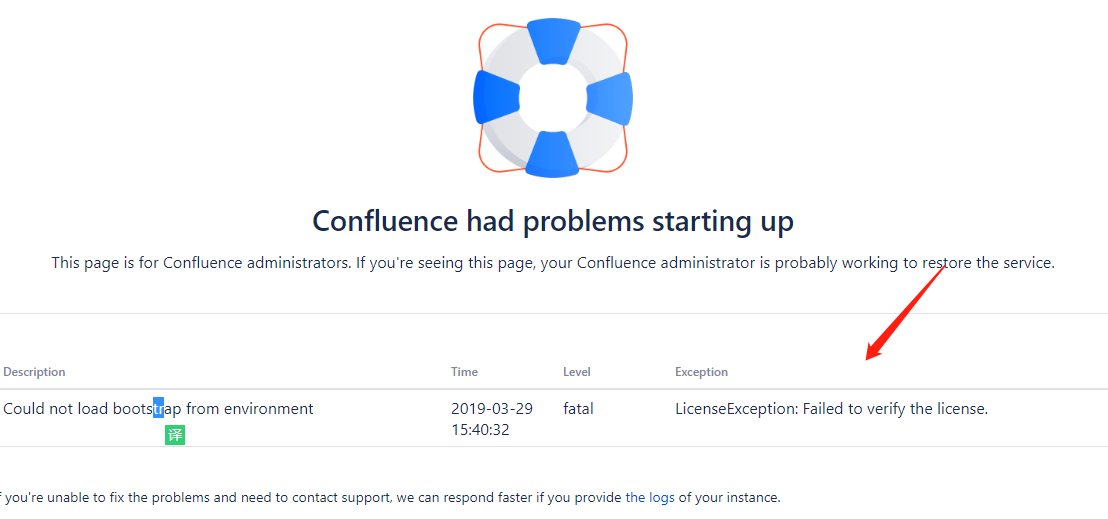 Confluence had problems starting up
This page is for Confluence administrators. If you're seeing this page, your Confluence administrator is probably working to restore the service.
Description Time Level Exception
Could not load bootstrap from environment 2019-03-29 fatal LicenseException: Failed to verify the license.
15:40:32
译
f you're unable to fix the problems and need to contact support, we can respond faster if you provide the logs of your instance.